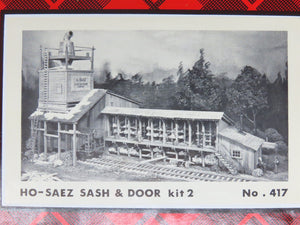 HO-SAEZ SASH & DOOR kit 2
No. 417